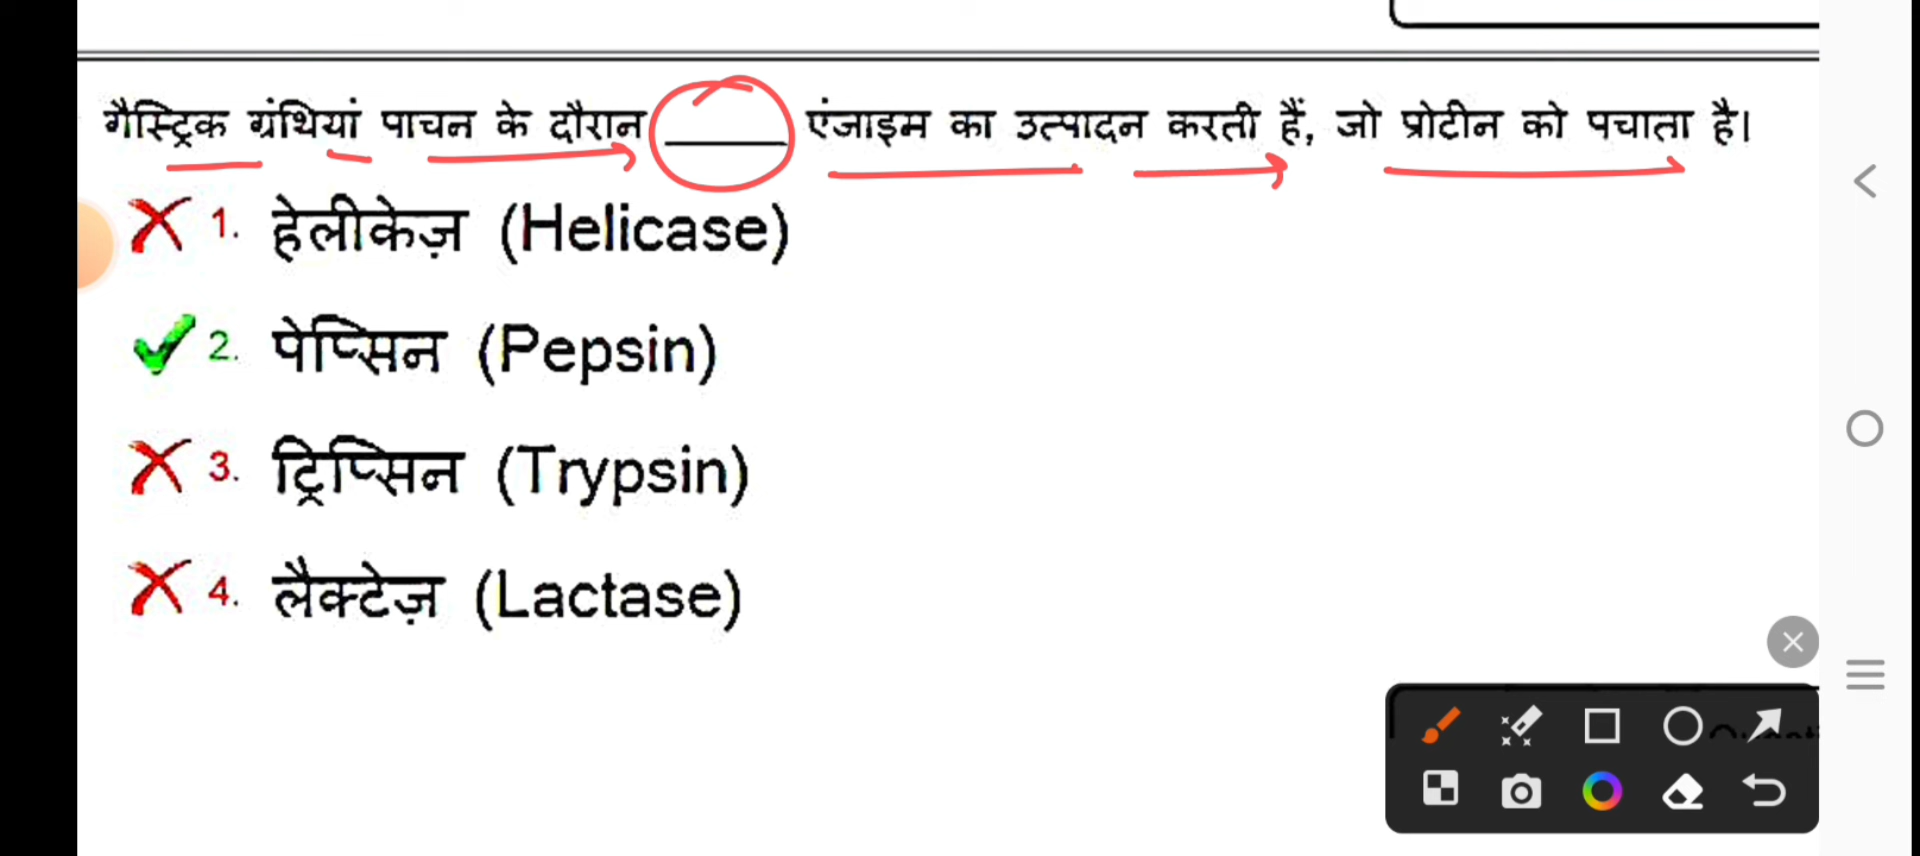 गैस्ट्रिक ग्रंथियां पाचन के दौरान ______ एंजाइम का उत्पादन करती हैं, जो प्रोटीन को पचाता है।
1. हेलीकेज़ (Helicase)
2. पेप्सिन (Pepsin)
3. ट्रिप्सिन (Trypsin)
4. लैक्टेज़ (Lactase)